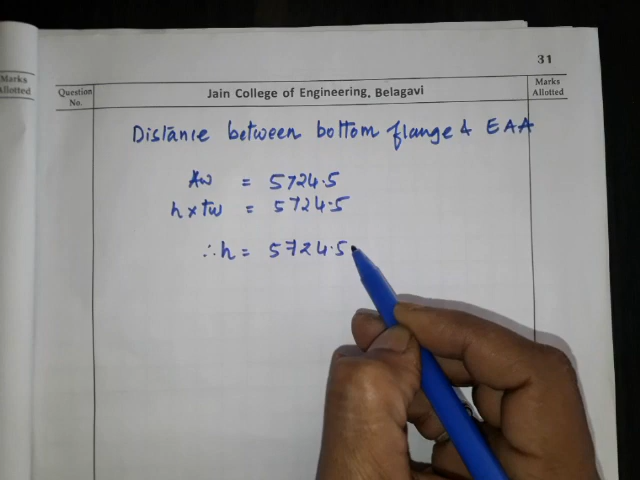 31
Marks Allotted
Question No.
Jain College of Engineering, Belagavi
Marks Allotted
Distance between bottom flange & EAA
Aw = 5724.5
h x tw = 5724.5
∴ h = 5724.5